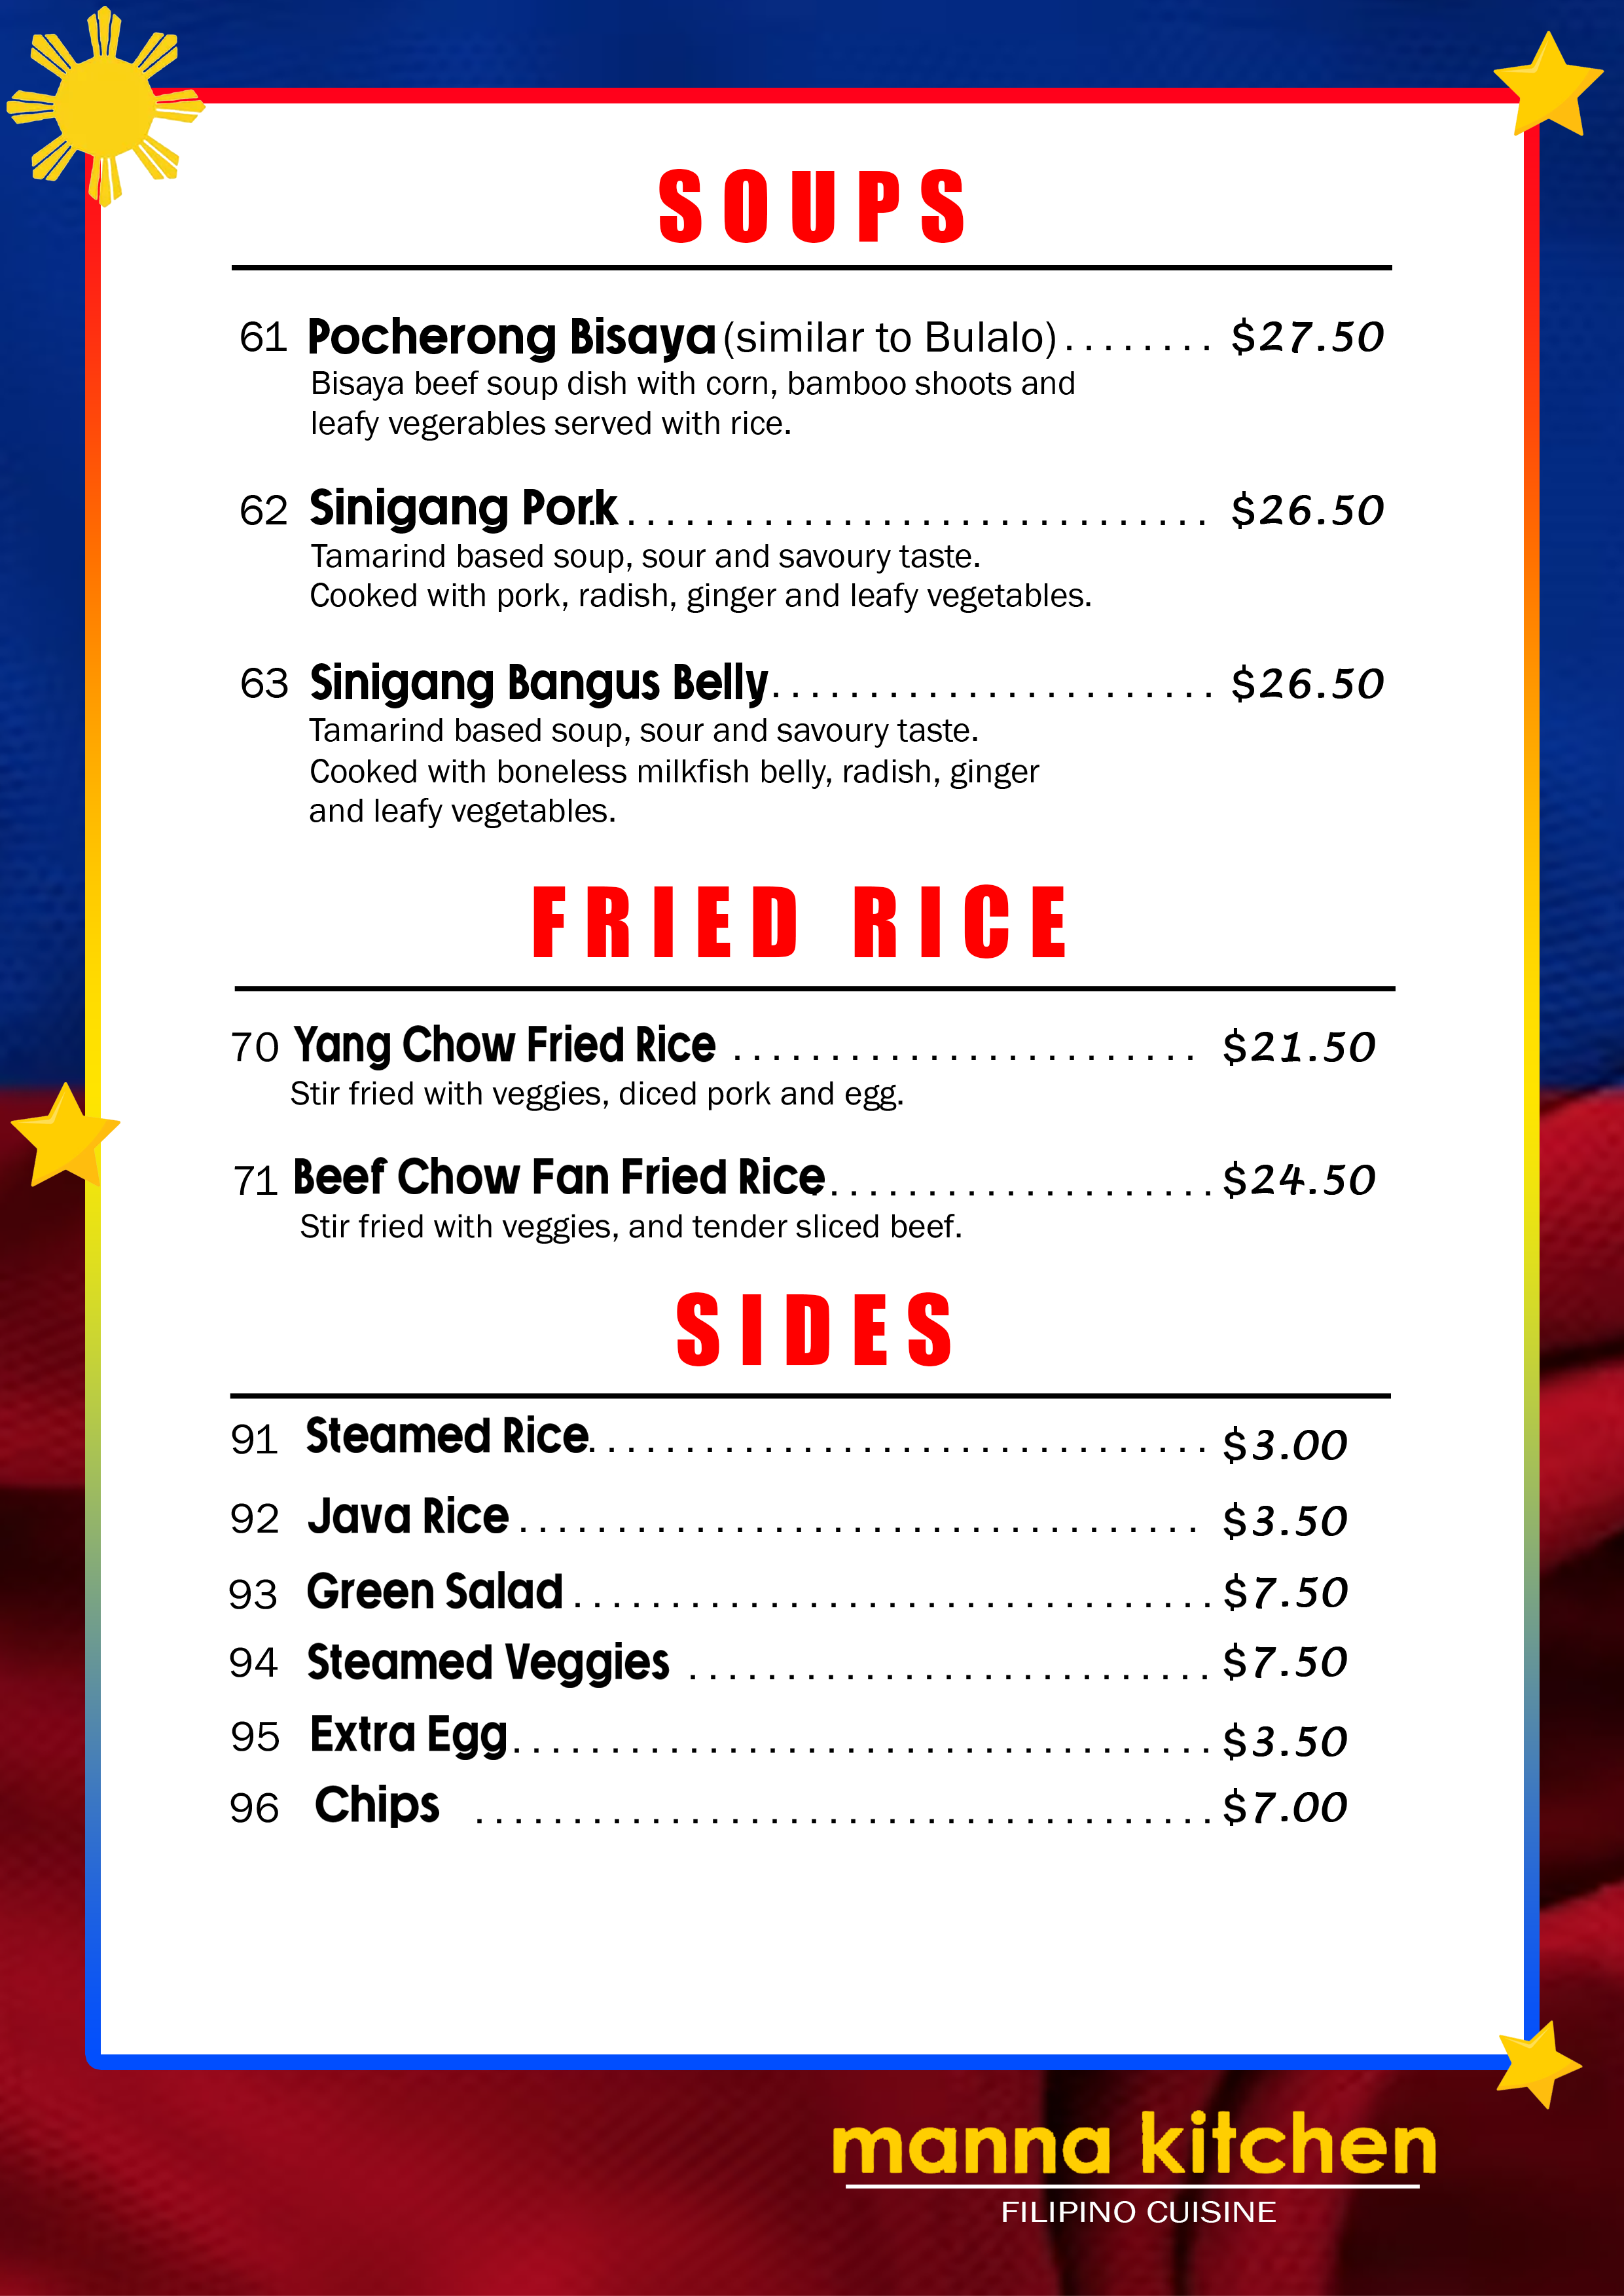 SOUPS
61 Pocherong Bisaya (similar to Bulalo) ........ $27.50
Bisaya beef soup dish with corn, bamboo shoots and
leafy vegerables served with rice.
62 Sinigang Pork .............................. $26.50
Tamarind based soup, sour and savoury taste.
Cooked with pork, radish, ginger and leafy vegetables.
63 Sinigang Bangus Belly ....................... $26.50
Tamarind based soup, sour and savoury taste.
Cooked with boneless milkfish belly, radish, ginger
and leafy vegetables.
FRIED RICE
70 Yang Chow Fried Rice ........................ $21.50
Stir fried with veggies, diced pork and egg.
71 Beef Chow Fan Fried Rice ..................... $24.50
Stir fried with veggies, and tender sliced beef.
SIDES
91 Steamed Rice ................................ $3.00
92 Java Rice ................................... $3.50
93 Green Salad ................................. $7.50
94 Steamed Veggies ........................... $7.50
95 Extra Egg .................................... $3.50
96 Chips ...................................... $7.00
manna kitchen
FILIPINO CUISINE